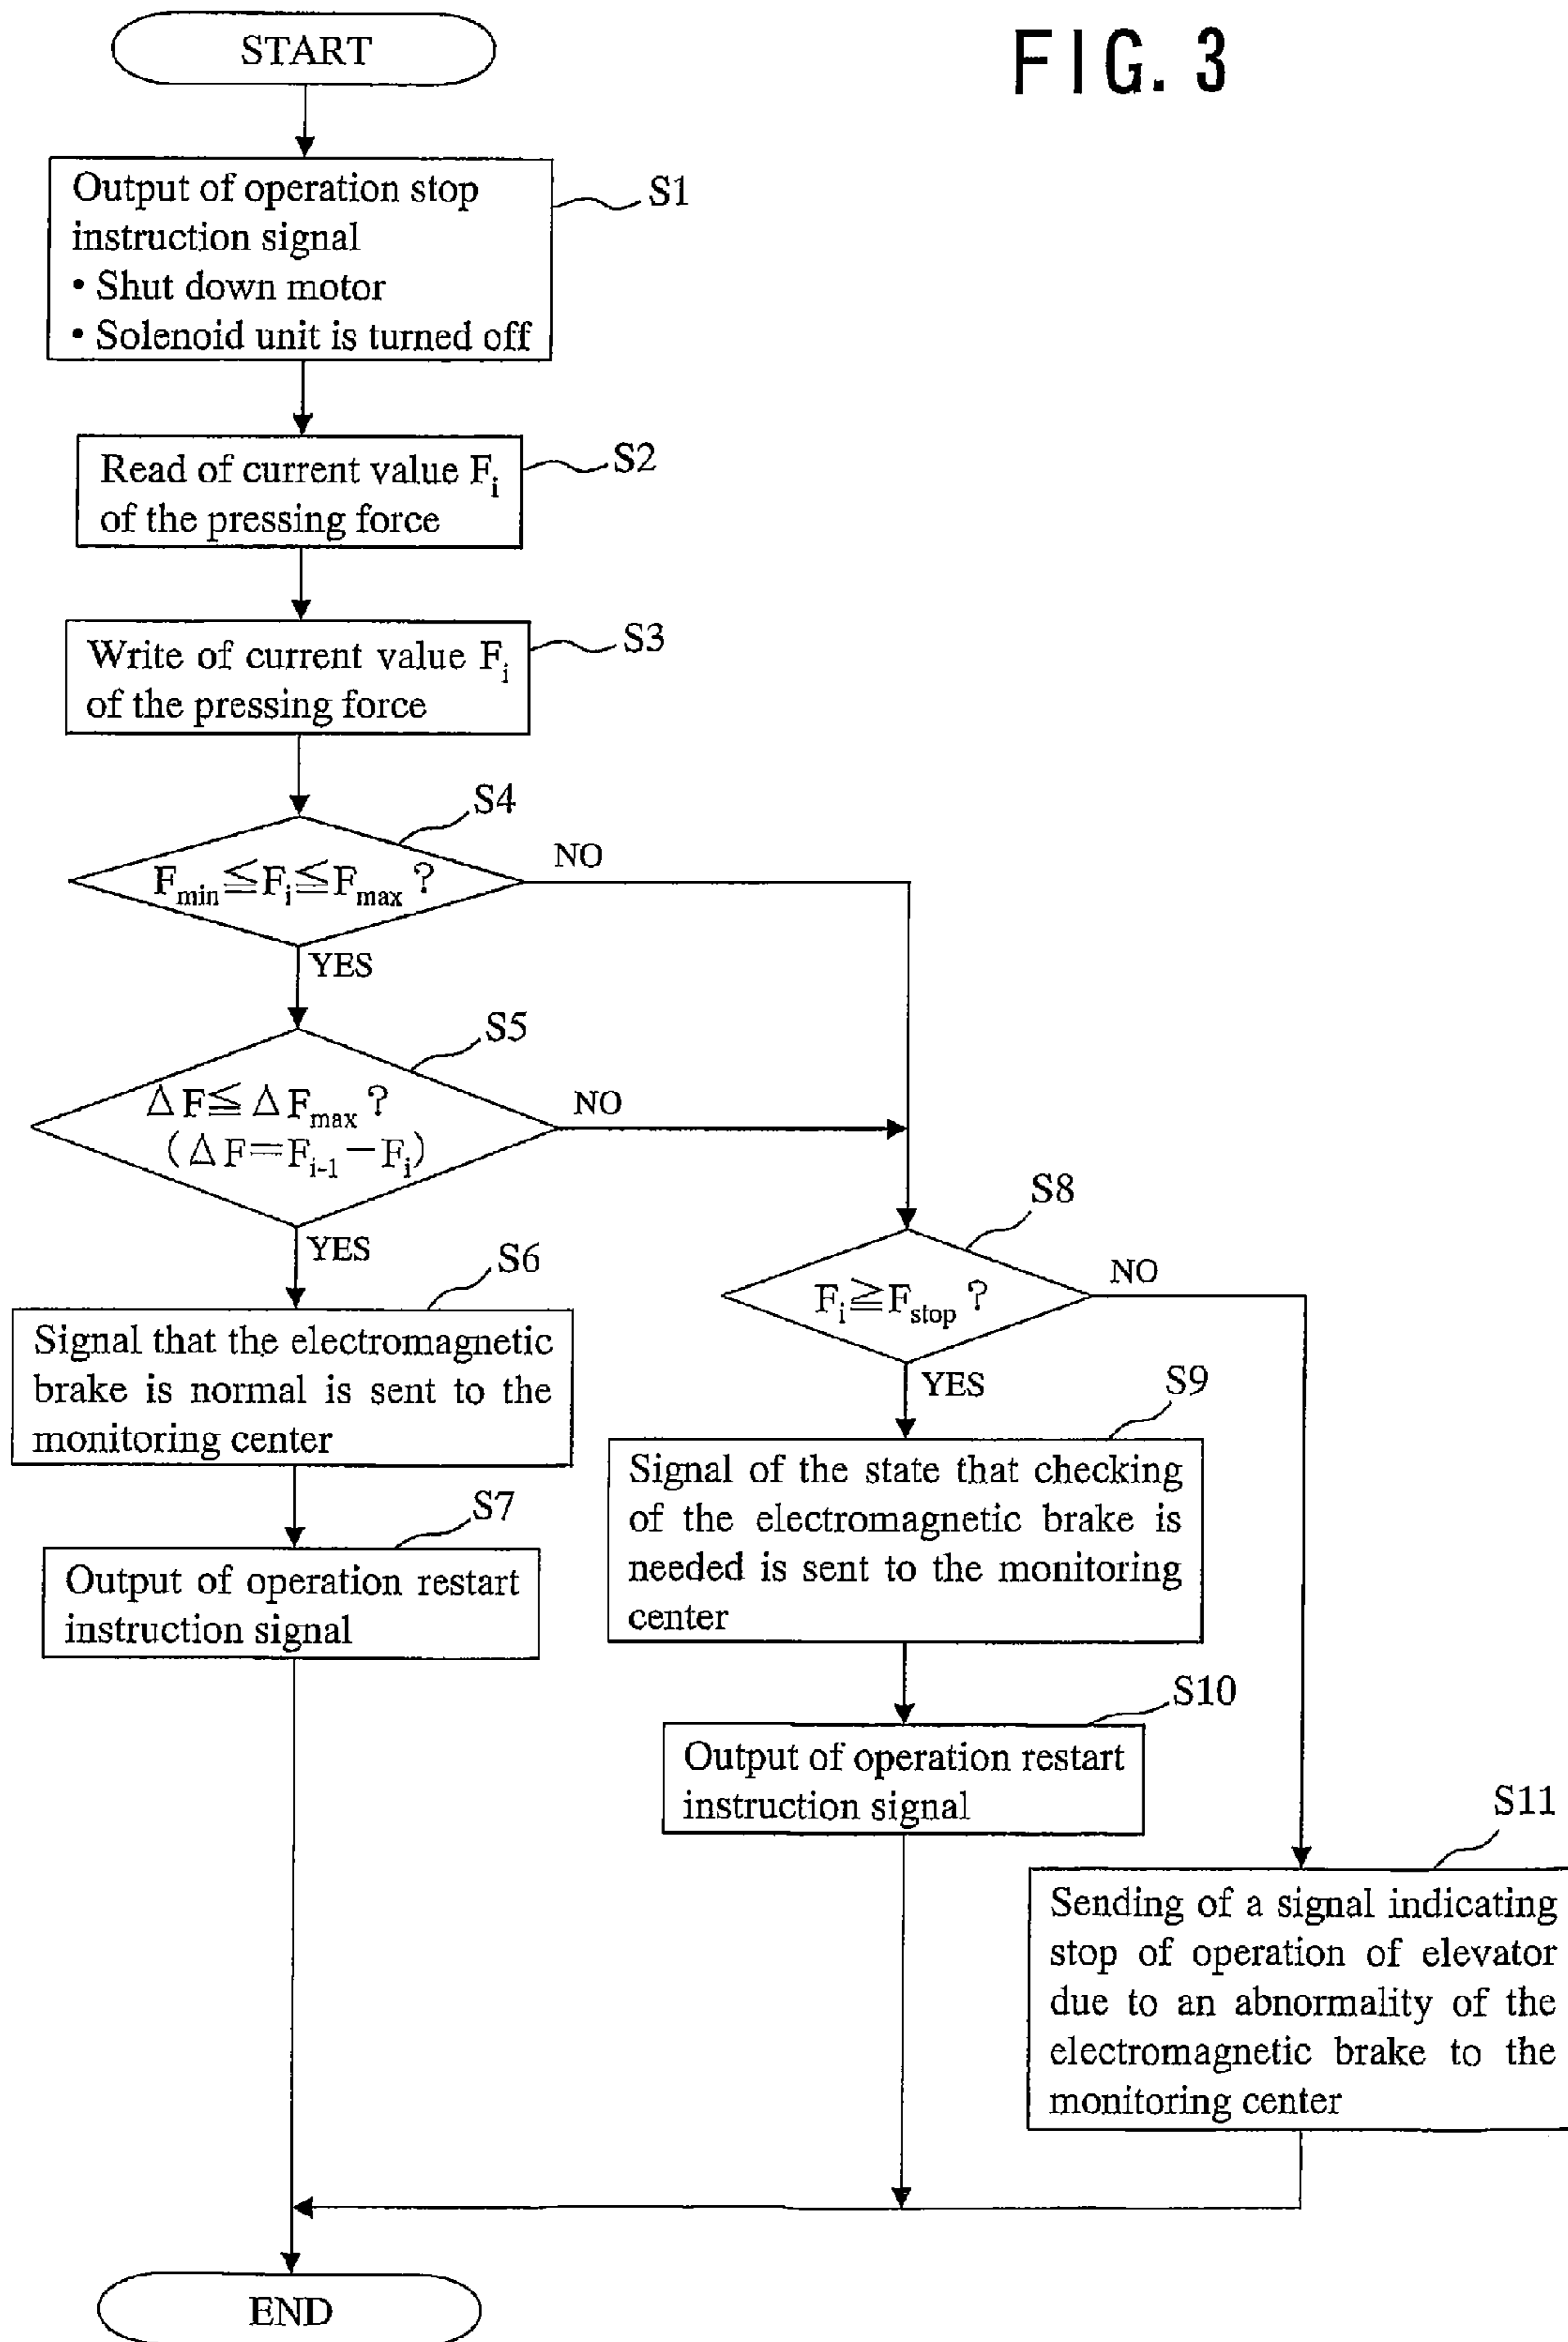 FIG. 3
START
S1
Output of operation stop
instruction signal
• Shut down motor
• Solenoid unit is turned off
S2
Read of current value Fi
of the pressing force
S3
Write of current value Fi
of the pressing force
S4
Fmin≦Fi≦Fmax ?
NO
YES
S5
ΔF≦ΔFmax ?
(ΔF=Fi-1−Fi)
NO
YES
S6
Signal that the electromagnetic
brake is normal is sent to the
monitoring center
S7
Output of operation restart
instruction signal
S8
Fi≧Fstop ?
NO
YES
S9
Signal of the state that checking
of the electromagnetic brake is
needed is sent to the monitoring
center
S10
Output of operation restart
instruction signal
S11
Sending of a signal indicating
stop of operation of elevator
due to an abnormality of the
electromagnetic brake to the
monitoring center
END